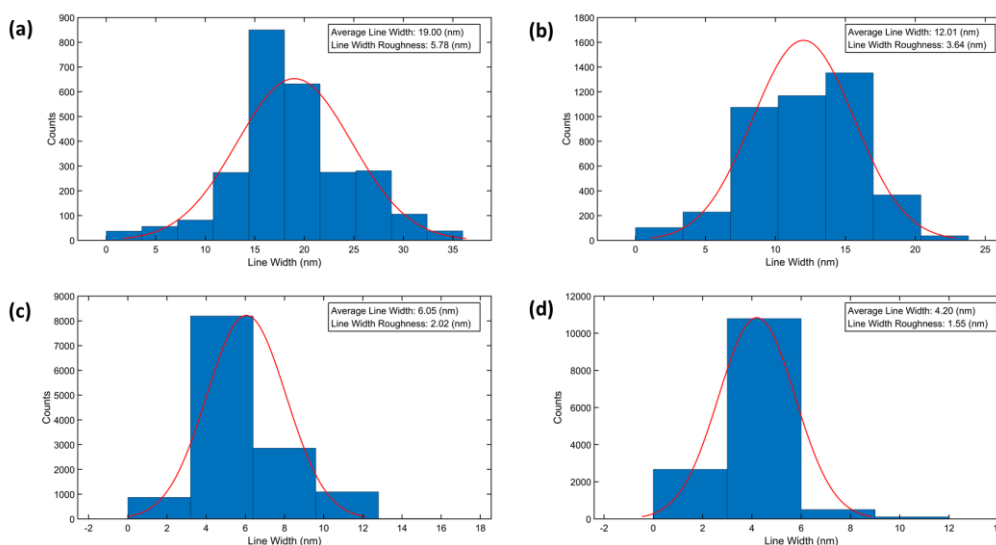 (a)
Average Line Width: 19.00 (nm)
Line Width Roughness: 5.78 (nm)
Counts
900
800
700
600
500
400
300
200
100
0
0 5 10 15 20 25 30 35
Line Width (nm)
(b)
Average Line Width: 12.01 (nm)
Line Width Roughness: 3.64 (nm)
Counts
1800
1600
1400
1200
1000
800
600
400
200
0
0 5 10 15 20 25
Line Width (nm)
(c)
Average Line Width: 6.05 (nm)
Line Width Roughness: 2.02 (nm)
Counts
9000
8000
7000
6000
5000
4000
3000
2000
1000
0
-2 0 2 4 6 8 10 12 14 16 18
Line Width (nm)
(d)
Average Line Width: 4.20 (nm)
Line Width Roughness: 1.55 (nm)
Counts
12000
10000
8000
6000
4000
2000
0
-2 0 2 4 6 8 10 12
Line Width (nm)